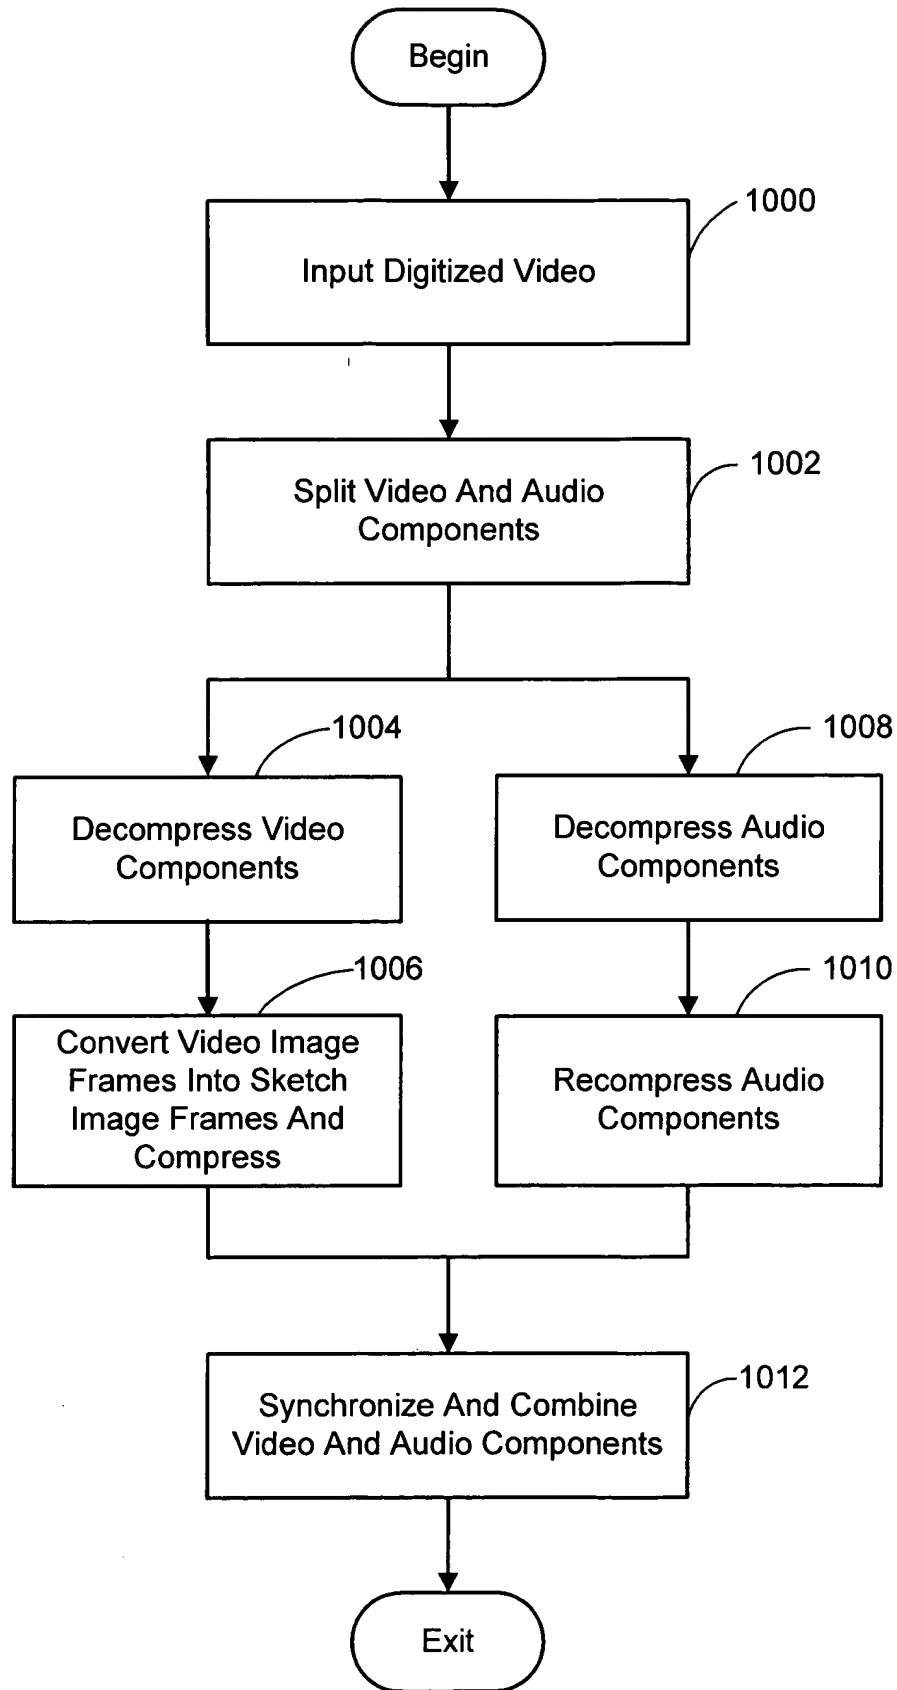 Begin
1000
Input Digitized Video
1002
Split Video And Audio
Components
1004
Decompress Video
Components
1008
Decompress Audio
Components
1006
Convert Video Image
Frames Into Sketch
Image Frames And
Compress
1010
Recompress Audio
Components
1012
Synchronize And Combine
Video And Audio Components
Exit